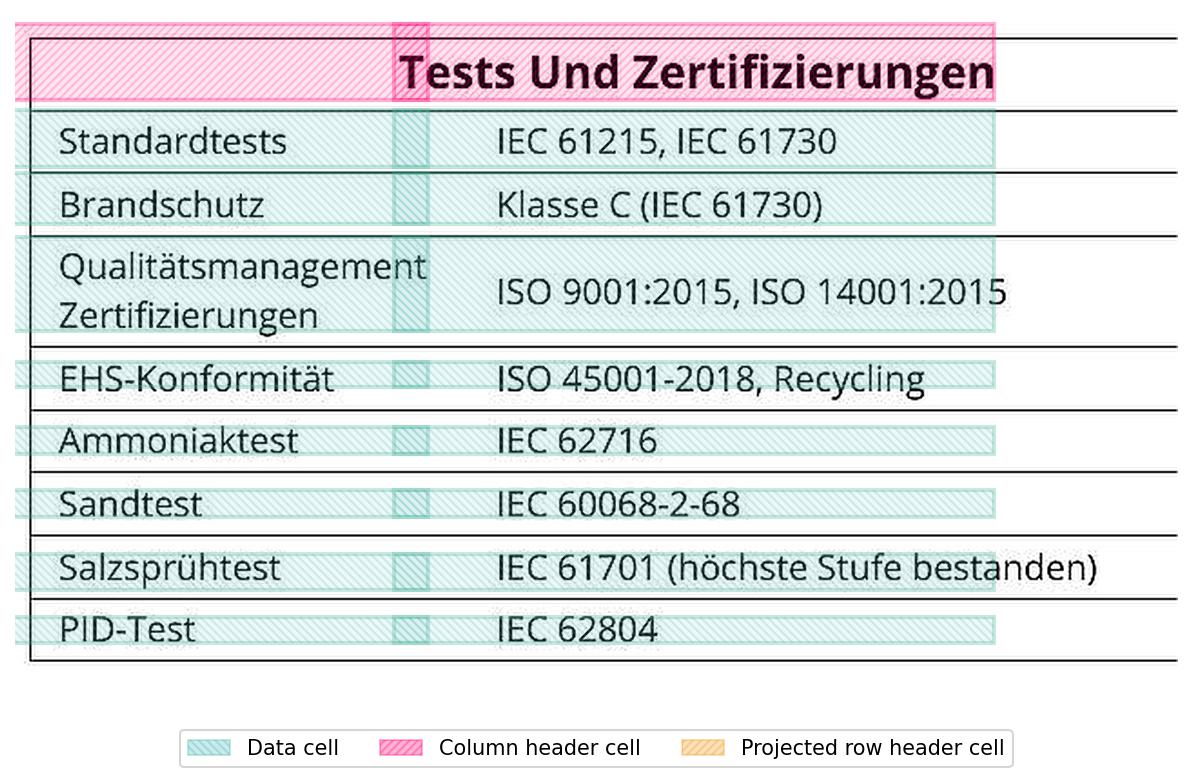 Tests Und Zertifizierungen
Standardtests IEC 61215, IEC 61730
Brandschutz Klasse C (IEC 61730)
Qualitätsmanagement
Zertifizierungen ISO 9001:2015, ISO 14001:2015
EHS-Konformität ISO 45001-2018, Recycling
Ammoniaktest IEC 62716
Sandtest IEC 60068-2-68
Salzsprühtest IEC 61701 (höchste Stufe bestanden)
PID-Test IEC 62804
Data cell Column header cell Projected row header cell